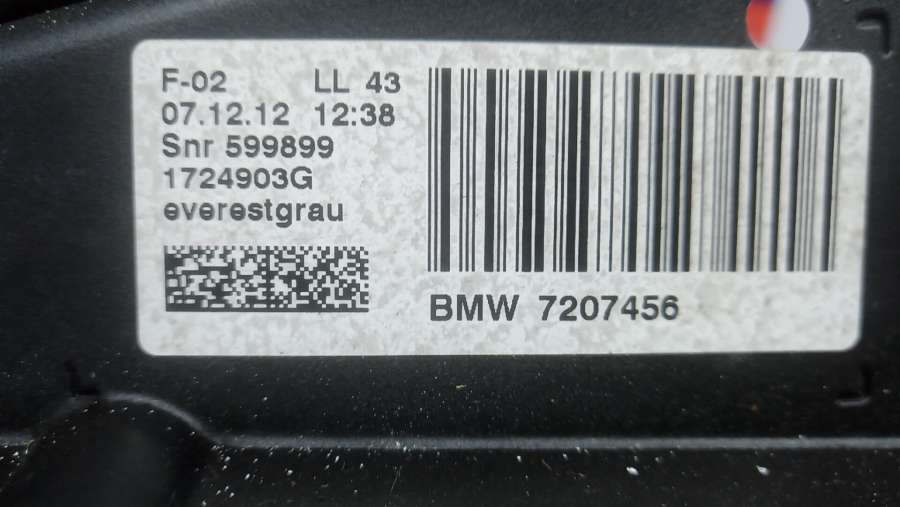 F-02 LL 43
07.12.12 12:38
Snr 599899
1724903G
everestgrau
BMW 7207456